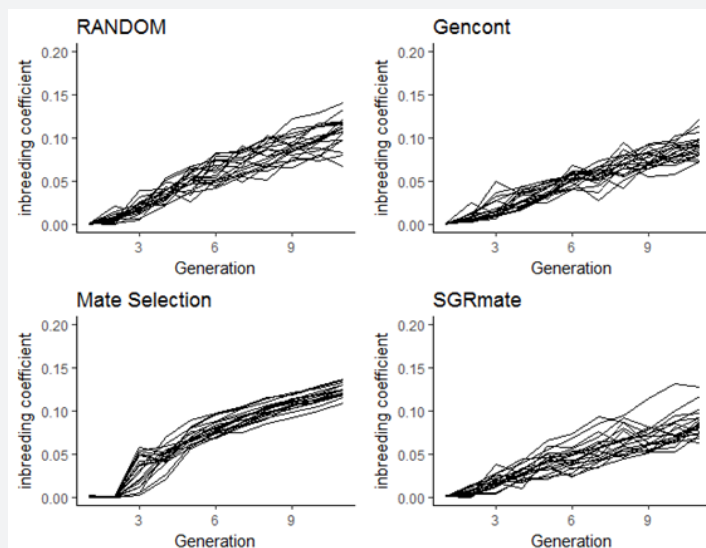 RANDOM
0.20
0.15
0.10
0.05
0.00
inbreeding coefficient
3 6 9
Generation
Gencont
0.20
0.15
0.10
0.05
0.00
inbreeding coefficient
3 6 9
Generation
Mate Selection
0.20
0.15
0.10
0.05
0.00
inbreeding coefficient
3 6 9
Generation
SGRmate
0.20
0.15
0.10
0.05
0.00
inbreeding coefficient
3 6 9
Generation